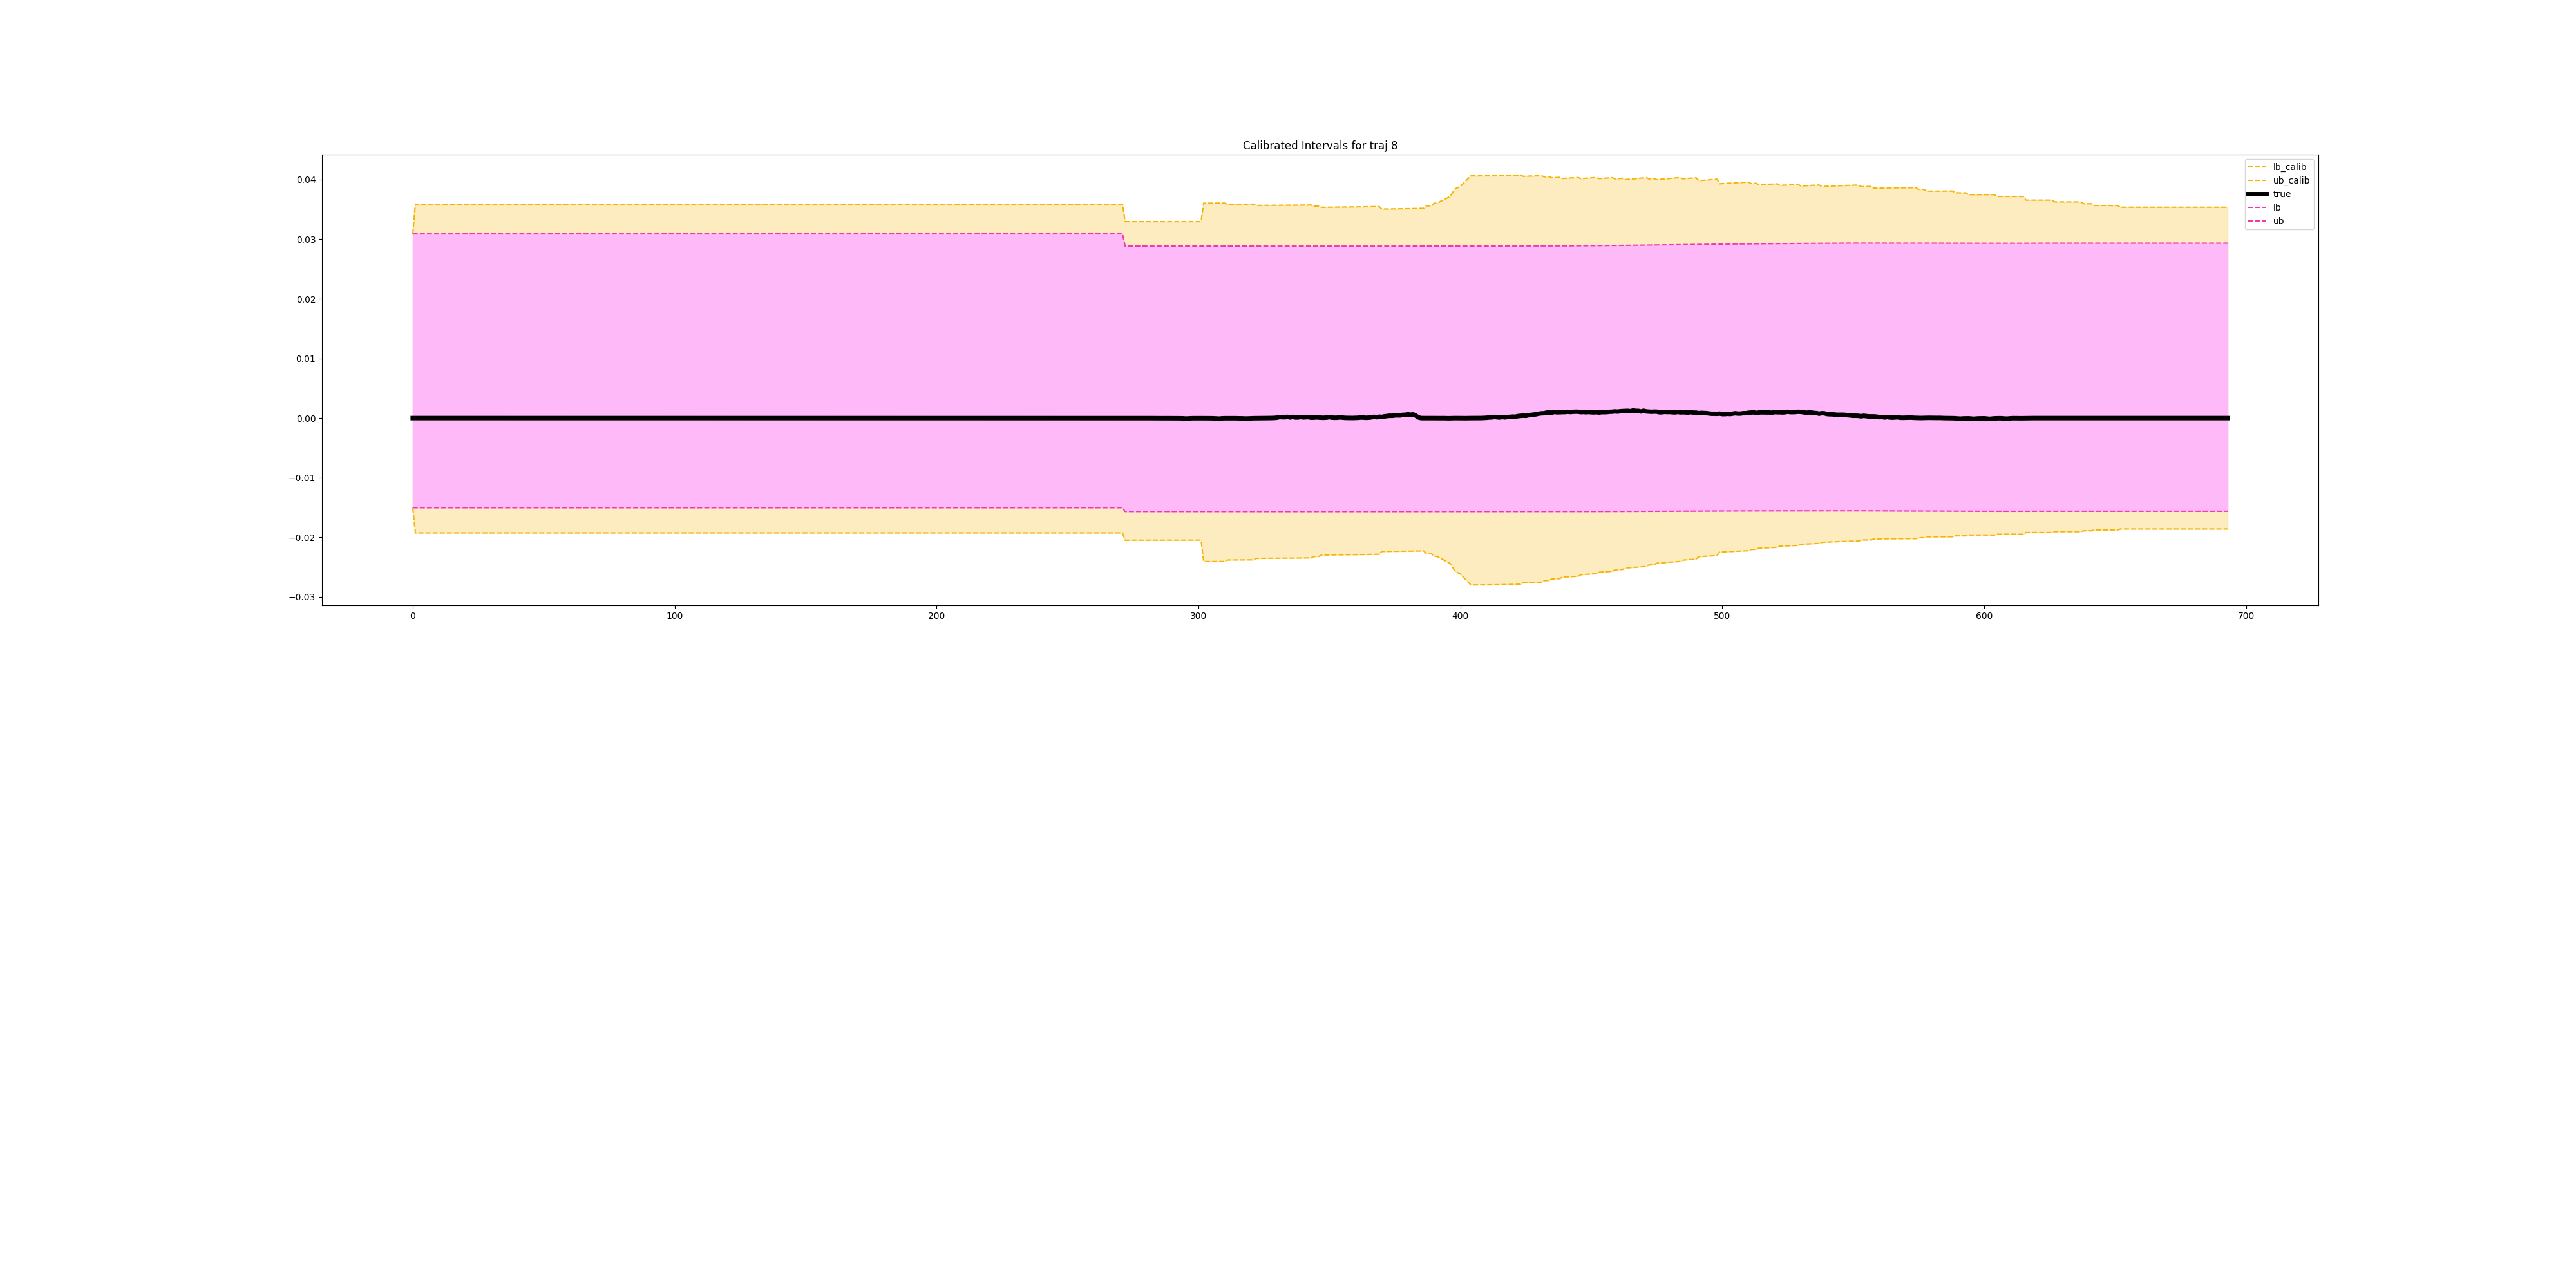 Calibrated Intervals for traj 8
0.04
0.03
0.02
0.01
0.00
−0.01
−0.02
−0.03
0 100 200 300 400 500 600 700
lb_calib
ub_calib
true
lb
ub